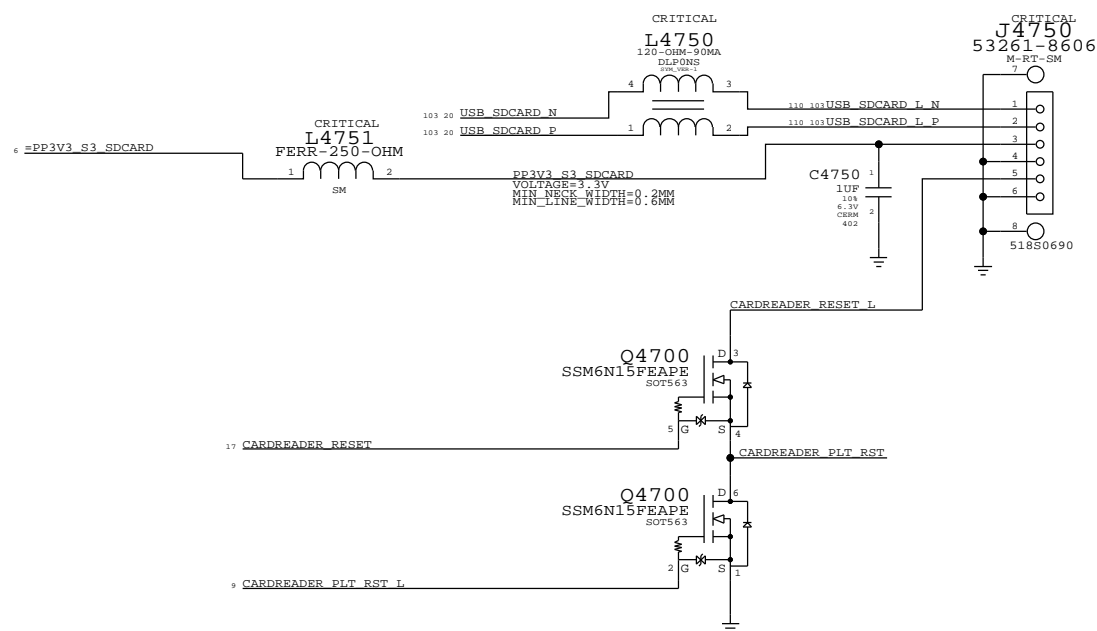 CRITICAL
L4750
120-OHM-90MA
DLP0NS
SYM_VER-1
4
3
1
2
103 20 USB_SDCARD_N
103 20 USB_SDCARD_P
110 103 USB_SDCARD_L_N
110 103 USB_SDCARD_L_P
CRITICAL
J4750
53261-8606
M-RT-SM
7
1
2
3
4
5
6
8
518S0690
CRITICAL
L4751
FERR-250-OHM
1
2
SM
6 =PP3V3_S3_SDCARD
PP3V3_S3_SDCARD
VOLTAGE=3.3V
MIN_NECK_WIDTH=0.2MM
MIN_LINE_WIDTH=0.6MM
C4750
1
1UF
10%
6.3V
2
CERM
402
CARDREADER_RESET_L
Q4700
SSM6N15FEAPE
SOT563
D 3
5 G
S 4
17 CARDREADER_RESET
CARDREADER_PLT_RST
Q4700
SSM6N15FEAPE
SOT563
D 6
2 G
S 1
9 CARDREADER_PLT_RST_L